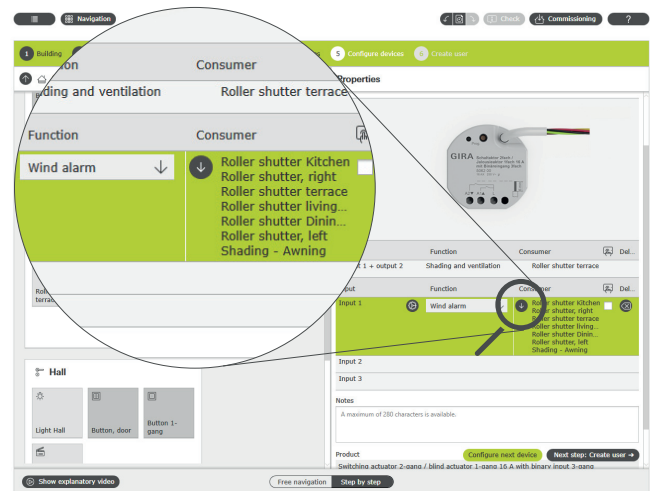 Navigation
Check
Commissioning
?
1 Building
5 Configure devices
6 Create user
Properties
Consumer
Roller shutter terrace
Function
Consumer
Wind alarm
Roller shutter Kitchen
Roller shutter, right
Roller shutter terrace
Roller shutter living...
Roller shutter Dinin...
Roller shutter, left
Shading - Awning
GIRA
Function
Consumer
Del...
1 + output 2
Shading and ventilation
Roller shutter terrace
Function
Consumer
Del...
Input 1
Wind alarm
Roller shutter Kitchen
Roller shutter, right
Roller shutter terrace
Roller shutter living...
Roller shutter Dinin...
Roller shutter, left
Shading - Awning
Input 2
Input 3
Hall
Light Hall
Button, door
Button 1-
gang
Notes
A maximum of 280 characters is available.
Product
Configure next device
Next step: Create user
Switching actuator 2-gang / blind actuator 1-gang 16 A with binary input 3-gang
Show explanatory video
Free navigation
Step by step